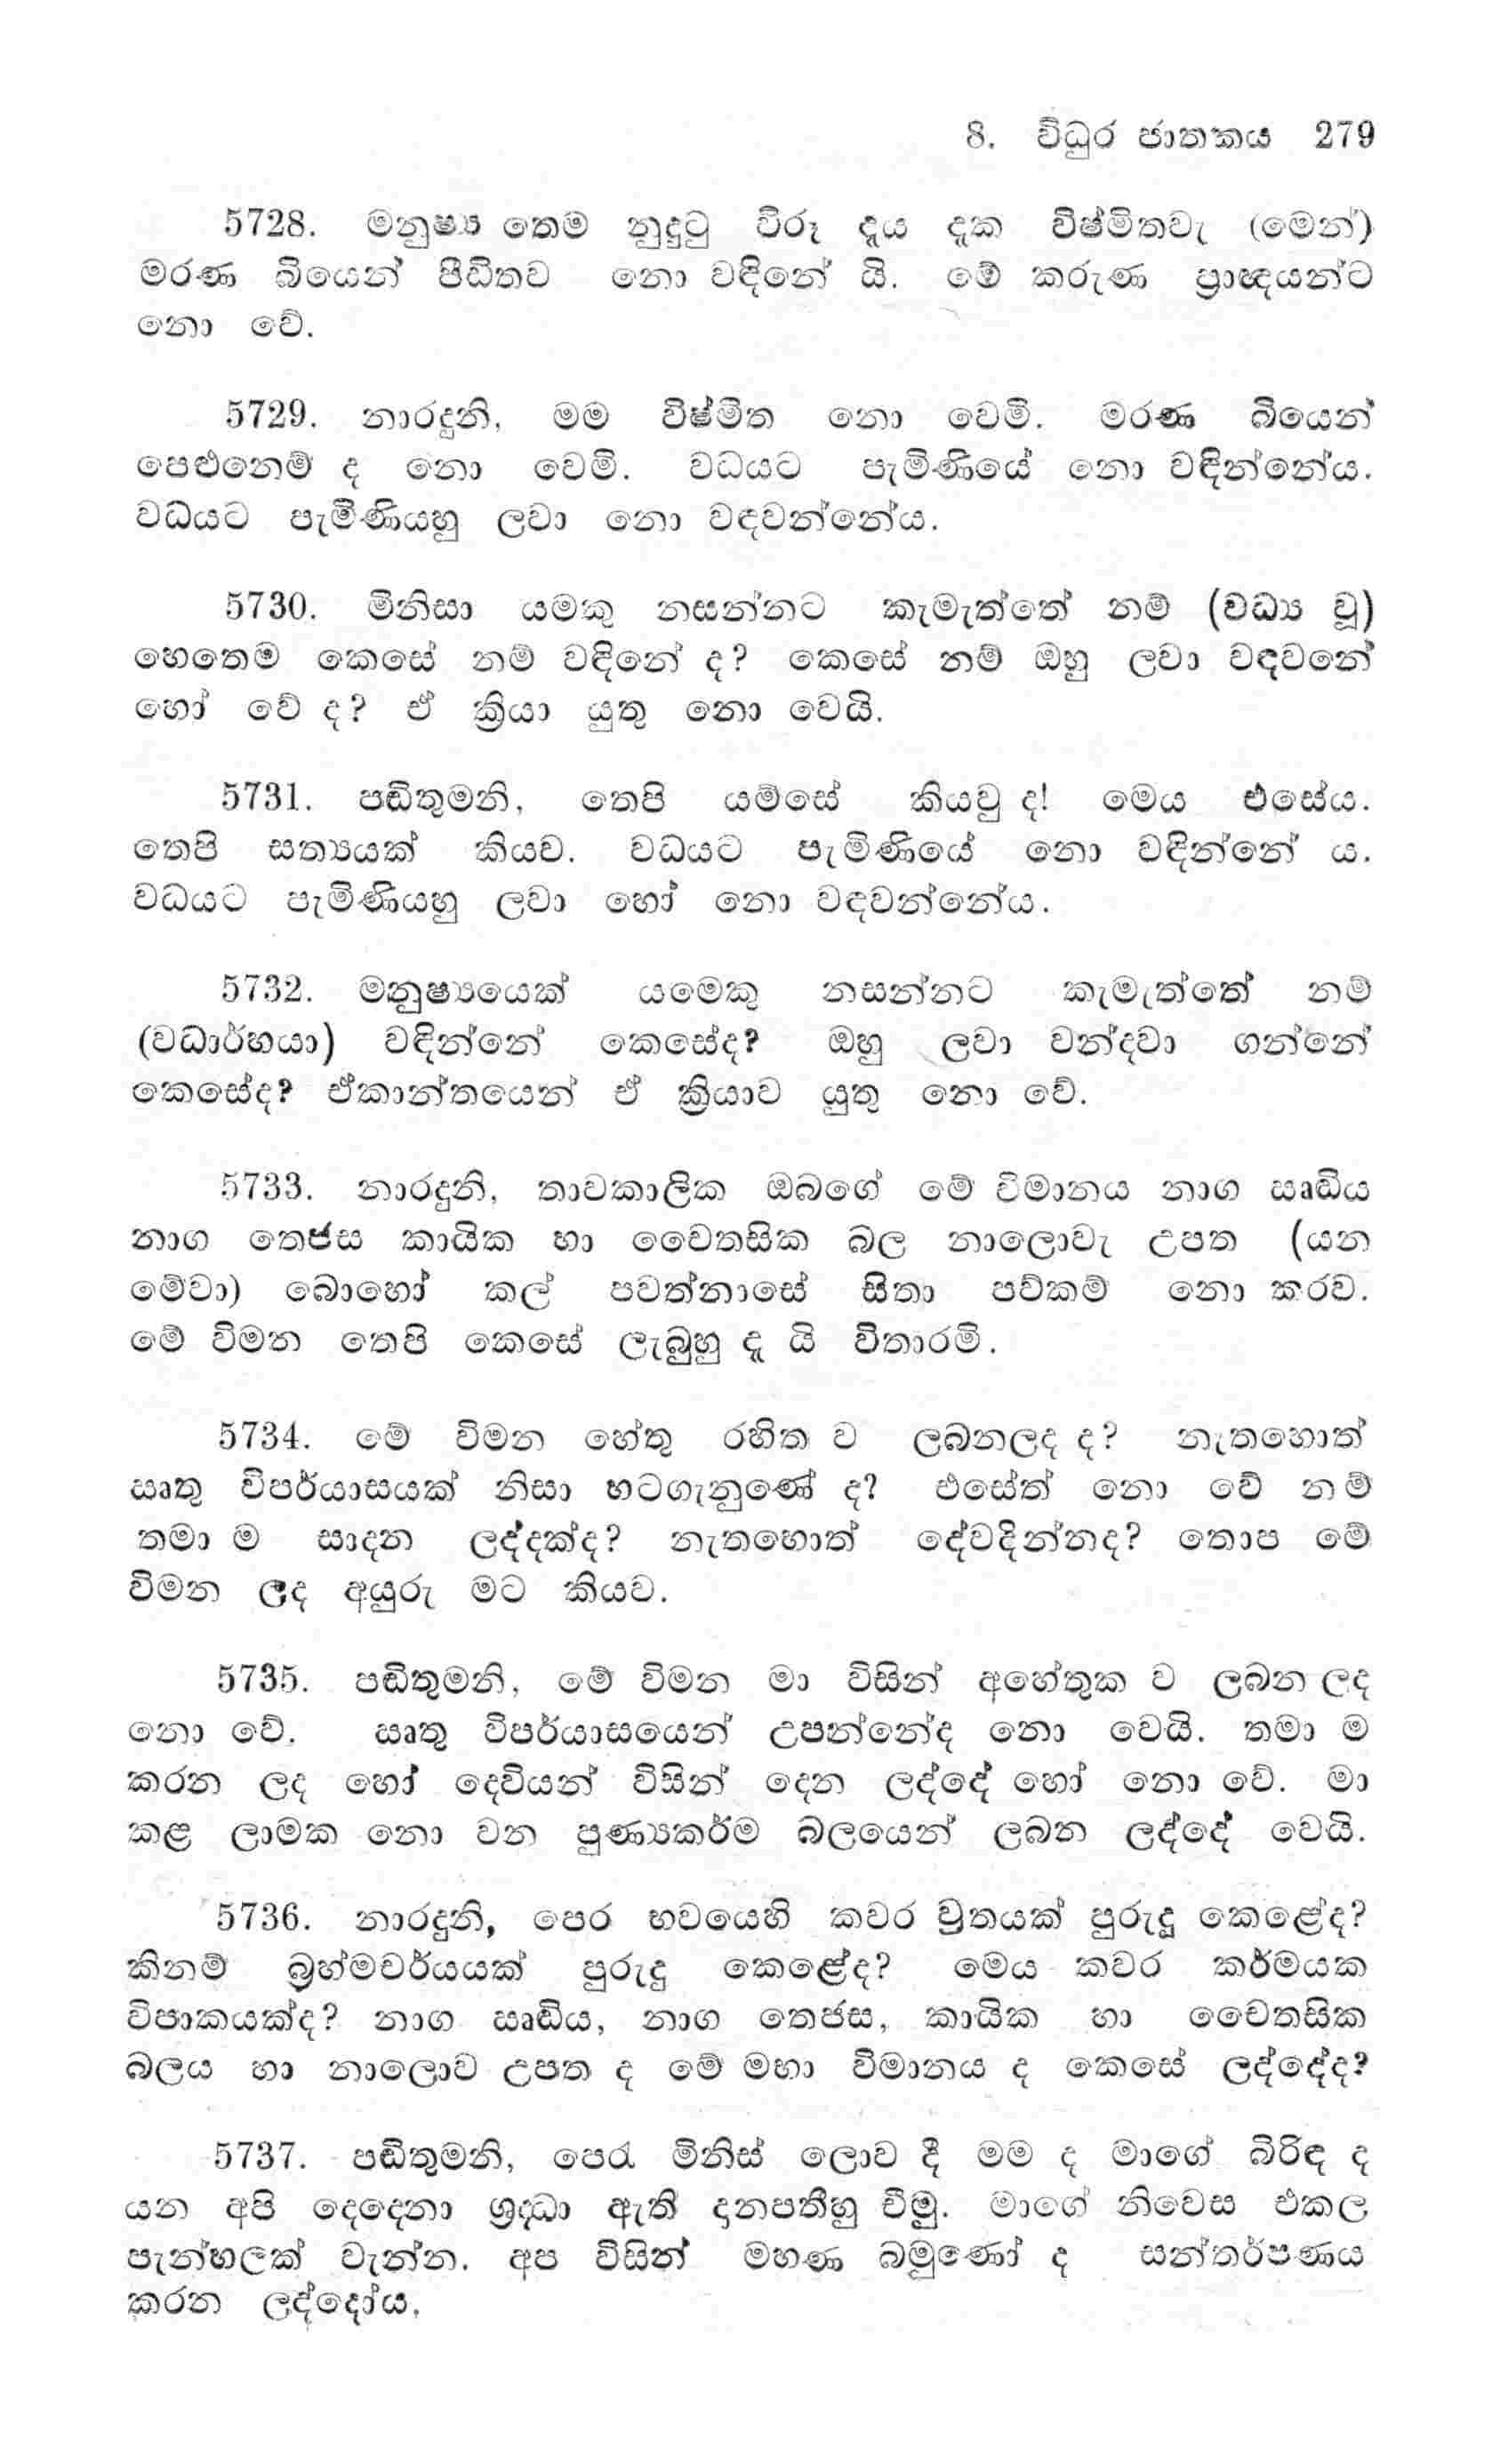 8. විධුර ජාතකය 279
5728. මනුෂ්‍ය තෙම නුදුටු විරූ දූය දැක විෂ්මිතවැ (මෙන්)
මරණ බියෙන් පීඩිතව නො වඳිනේ යි. මේ කරුණ ප්‍රාඥයන්ට
නො වේ.
5729. නාරදුනි, මම විෂ්මිත නො වෙමි. මරණ බියෙන්
පෙළුනෙම් ද නො වෙමි. වධයට පැමිණියේ නො වඳින්නේය.
වධයට පැමිණියහු ලවා නො වඳවන්නේය.
5730. මිනිසා යමකු නසන්නට කැමැත්තේ නම් (වධ්‍ය වූ)
හෙතෙම කෙසේ නම් වඳිනේ ද? කෙසේ නම් ඔහු ලවා වඳවනේ
හෝ වේ ද? ඒ ක්‍රියා යුතු නො වෙයි.
5731. පඬිතුමනි, තෙපි යම්සේ කියවු ද! මෙය එසේය.
තෙපි සත්‍යයක් කියව. වධයට පැමිණියේ නො වඳින්නේ ය.
වධයට පැමිණියහු ලවා හෝ නො වඳවන්නේය.
5732. මනුෂ්‍යයෙක් යමෙකු නසන්නට කැමැත්තේ නම්
(වධාර්හයා) වඳින්නේ කෙසේද? ඔහු ලවා වන්දවා ගන්නේ
කෙසේද? ඒකාන්තයෙන් ඒ ක්‍රියාව යුතු නො වේ.
5733. නාරදුනි, තාවකාලික ඔබගේ මේ විමානය නාග සෘද්ධිය
නාග තෙජස කායික හා චෛතසික බල නාලොවැ උපත (යන
මේවා) බොහෝ කල් පවත්නාසේ සිතා පව්කම් නො කරව.
මේ විමන තෙපි කෙසේ ලැබුහු දැ යි විතාරමි.
5734. මේ විමන හේතු රහිත ව ලබනලද ද? නැතහොත්
ඍතු විපර්යාසයක් නිසා හටගැනුණේ ද? එසේත් නො වේ නම්
තමා ම සාදන ලද්දක්ද? නැතහොත් දේවදින්නද? තොප මේ
විමන ලද අයුරු මට කියව.
5735. පඬිතුමනි, මේ විමන මා විසින් අහේතුක ව ලබන ලද
නො වේ. ඍතු විපර්යාසයෙන් උපන්නේද නො වෙයි. තමා ම
කරන ලද හෝ දෙවියන් විසින් දෙන ලද්දේ හෝ නො වේ. මා
කළ ලාමක නො වන පුණ්‍යකර්ම බලයෙන් ලබන ලද්දේ වෙයි.
5736. නාරදුනි, පෙර භවයෙහි කවර ව්‍රතයක් පුරුදු කෙළේද?
කිනම් බ්‍රහ්මචර්යයක් පුරුදු කෙළේද? මෙය කවර කර්මයක
විපාකයක්ද? නාග ඍද්ධිය, නාග තෙජස, කායික හා චෛතසික
බලය හා නාලොව උපත ද මේ මහා විමානය ද කෙසේ ලද්දේද?
5737. පඬිතුමනි, පෙරැ මිනිස් ලොව දී මම ද මාගේ බිරිඳ ද
යන අපි දෙදෙනා ශ්‍රද්ධා ඇති දානපතීහු වීමු. මාගේ නිවෙස එකල
පැන්හලක් වැන්න. අප විසින් මහණ බමුණෝ ද සන්තර්පණය
කරන ලද්දෝය.